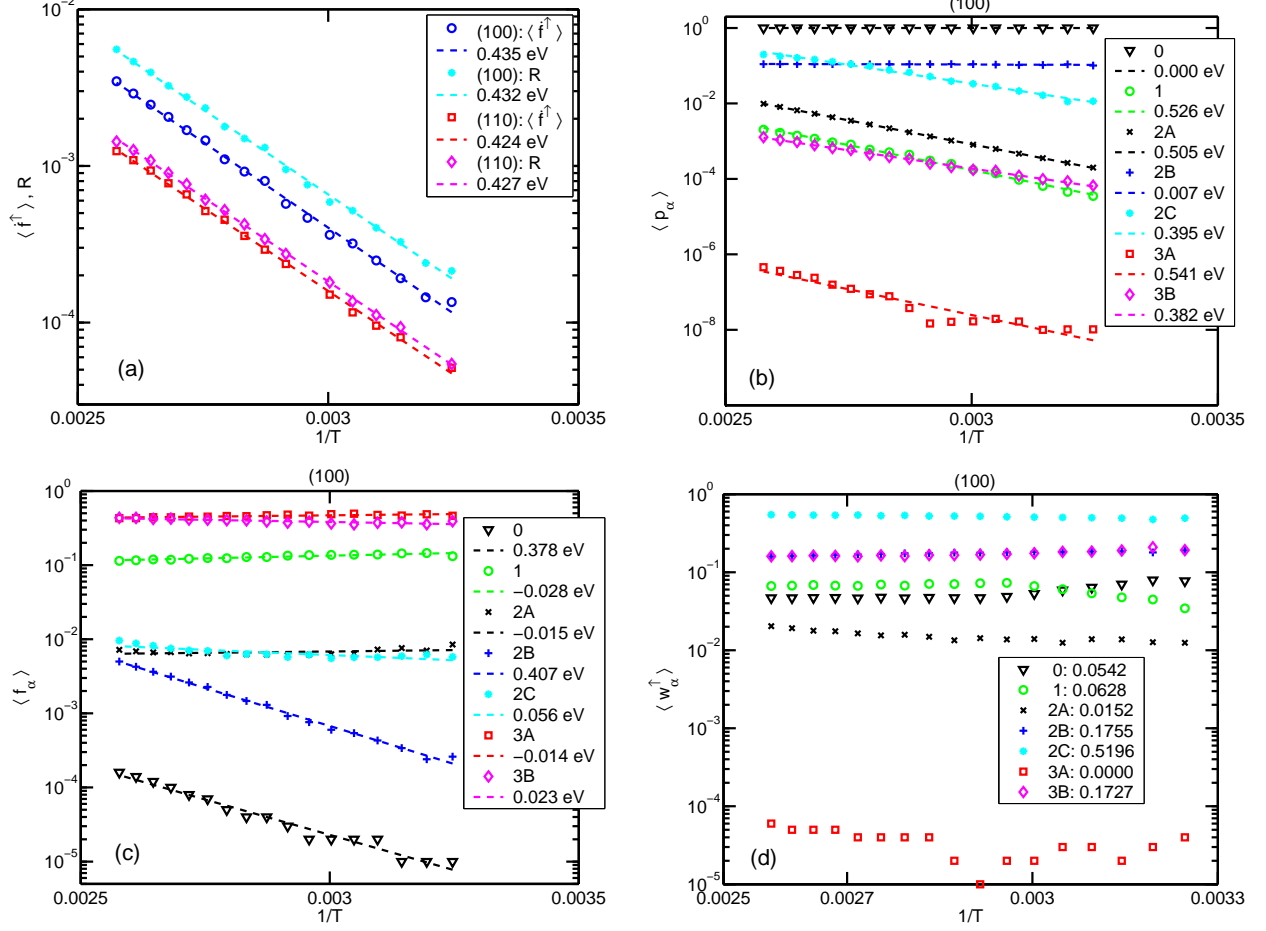 10⁻²
10⁻³
10⁻⁴
⟨ ḟ↑ ⟩, R
(100): ⟨ ḟ↑ ⟩
0.435 eV
(100): R
0.432 eV
(110): ⟨ ḟ↑ ⟩
0.424 eV
(110): R
0.427 eV
(a)
0.0025
0.003
0.0035
1/T
(100)
10⁰
10⁻²
10⁻⁴
10⁻⁶
10⁻⁸
⟨ pα ⟩
0
0.000 eV
1
0.526 eV
2A
0.505 eV
2B
0.007 eV
2C
0.395 eV
3A
0.541 eV
3B
0.382 eV
(b)
0.0025
0.003
0.0035
1/T
(100)
10⁰
10⁻¹
10⁻²
10⁻³
10⁻⁴
10⁻⁵
⟨ fα ⟩
0
0.378 eV
1
−0.028 eV
2A
−0.015 eV
2B
0.407 eV
2C
0.056 eV
3A
−0.014 eV
3B
0.023 eV
(c)
0.0025
0.003
0.0035
1/T
(100)
10⁰
10⁻¹
10⁻²
10⁻³
10⁻⁴
10⁻⁵
⟨ wα↑ ⟩
0: 0.0542
1: 0.0628
2A: 0.0152
2B: 0.1755
2C: 0.5196
3A: 0.0000
3B: 0.1727
(d)
0.0025
0.0027
0.003
0.0033
1/T